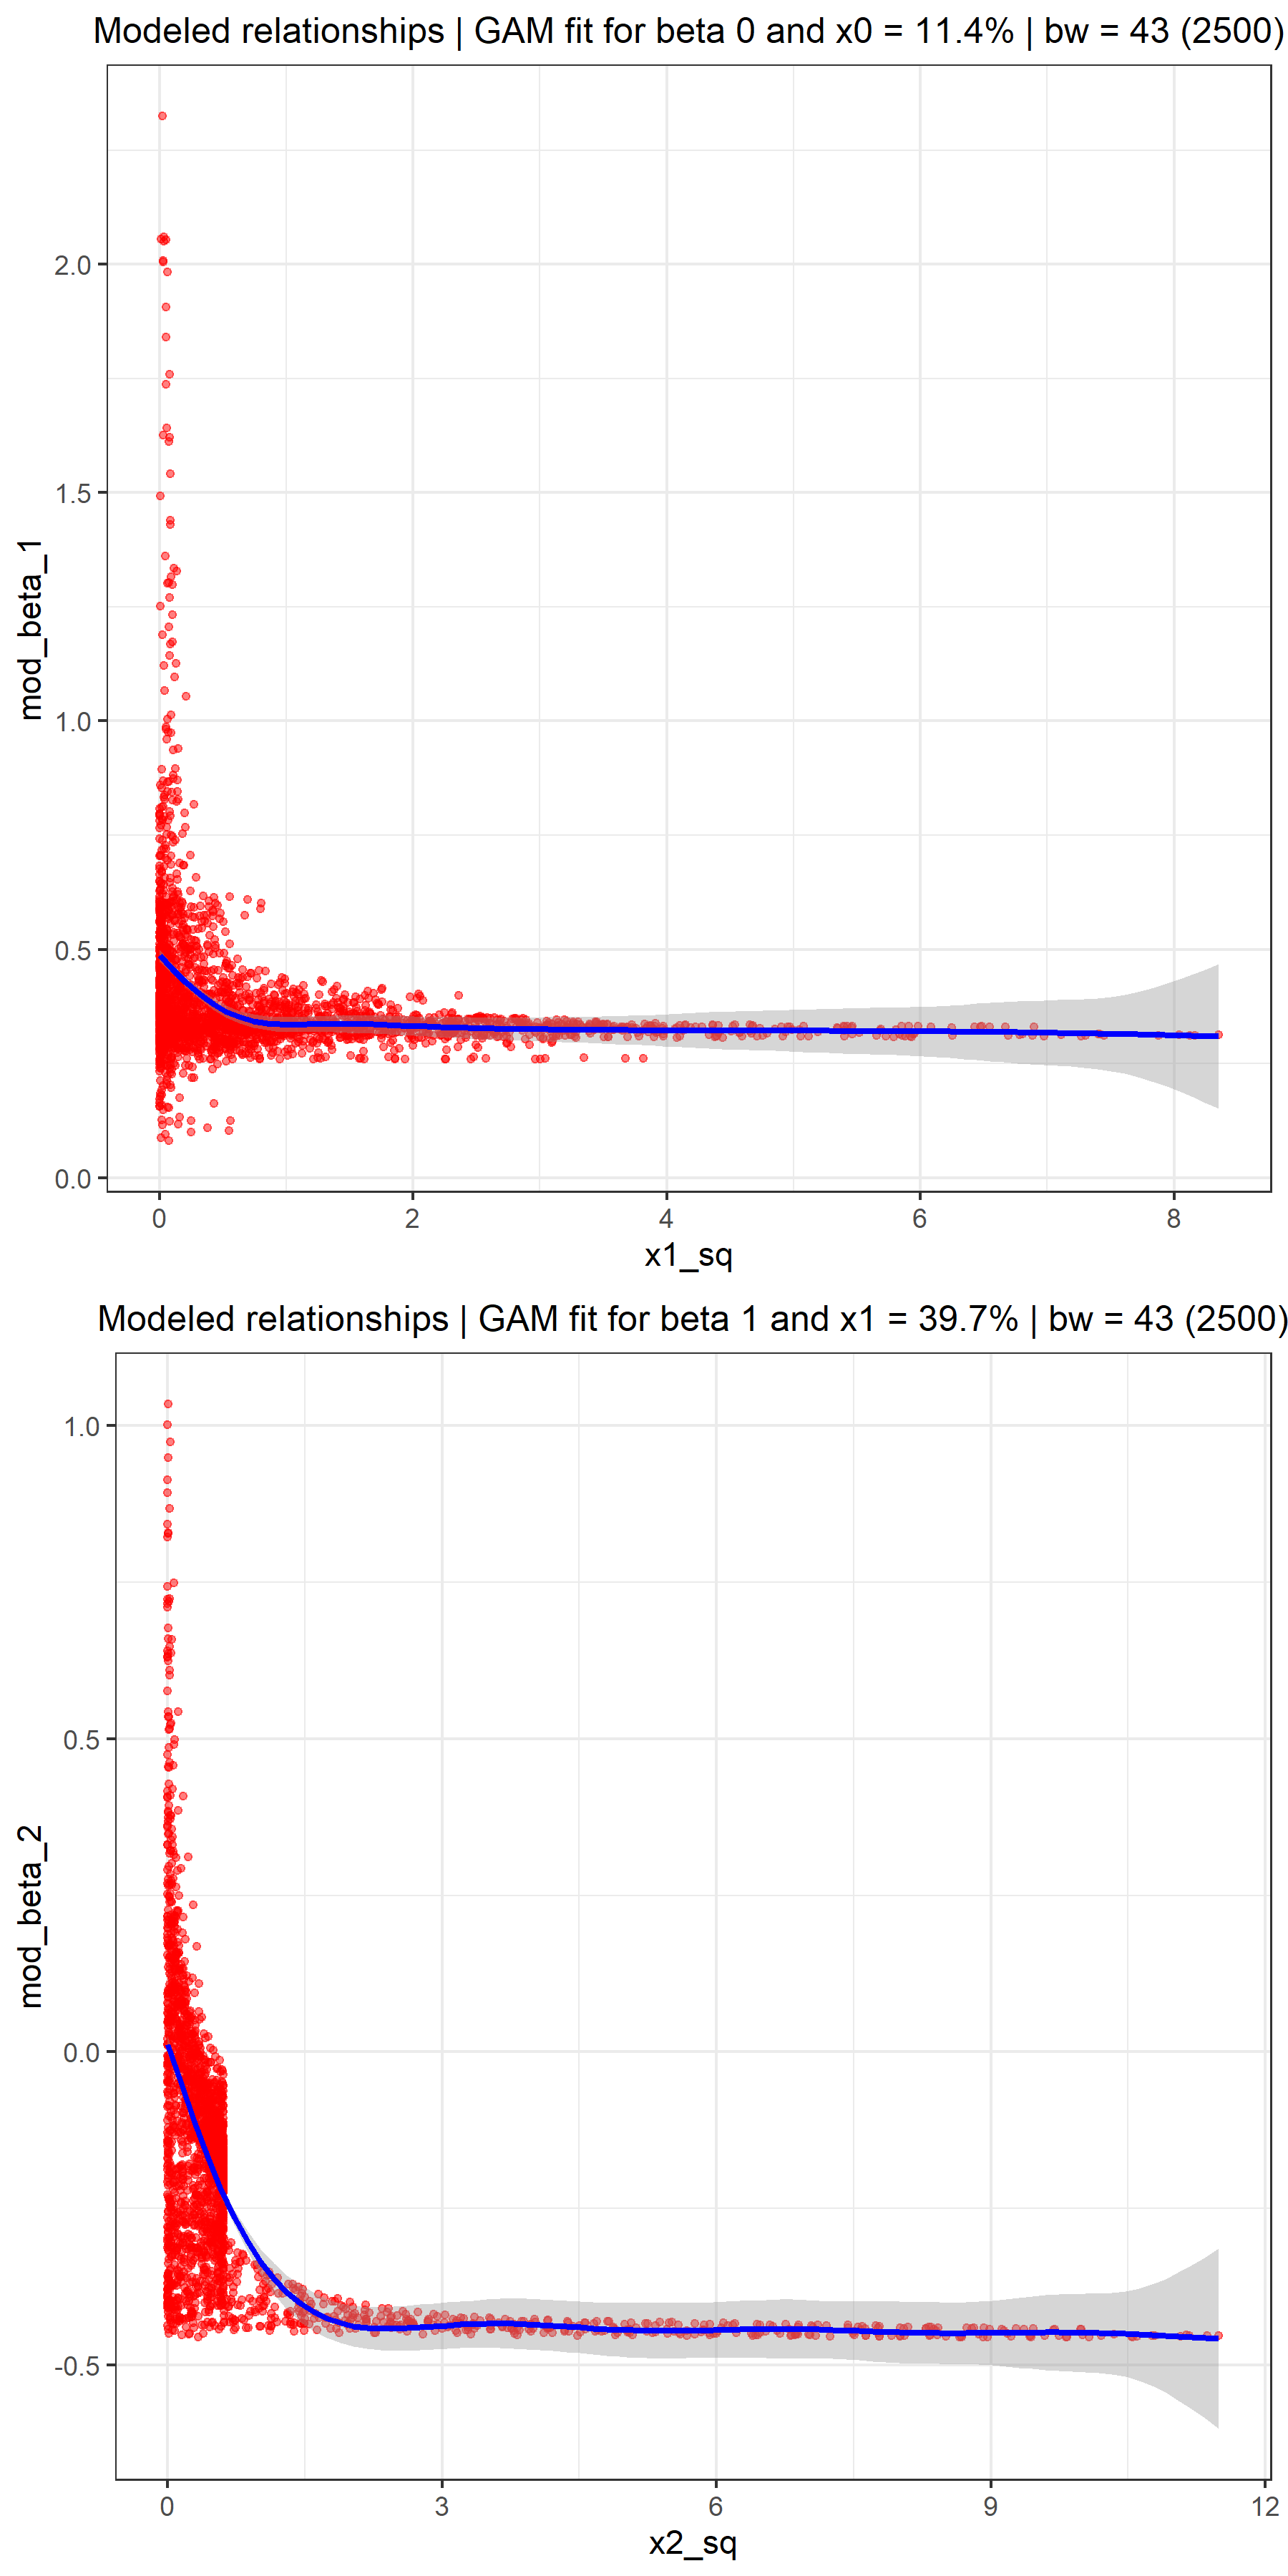 Modeled relationships | GAM fit for beta 0 and x0 = 11.4% | bw = 43 (2500)
mod_beta_1
2.0
1.5
1.0
0.5
0.0
0 2 4 6 8
x1_sq
Modeled relationships | GAM fit for beta 1 and x1 = 39.7% | bw = 43 (2500)
mod_beta_2
1.0
0.5
0.0
-0.5
0 3 6 9 12
x2_sq